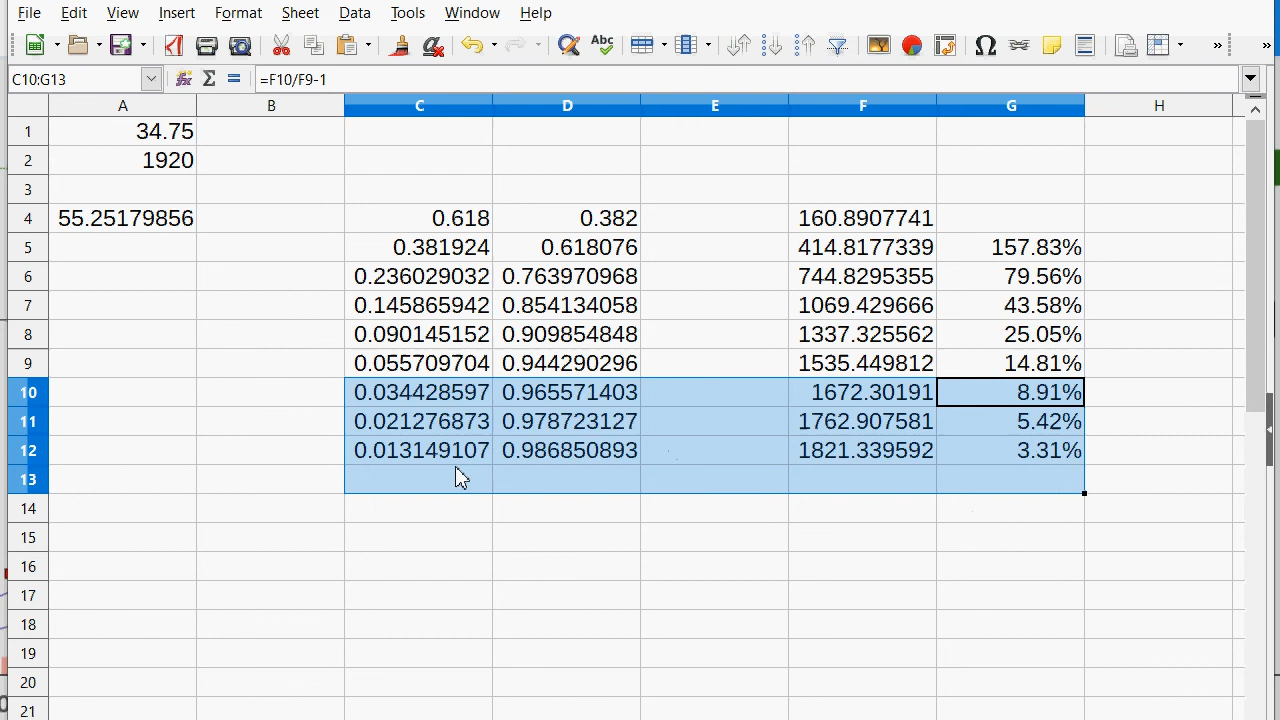 File Edit View Insert Format Sheet Data Tools Window Help
C10:G13 =F10/F9-1
A B C D E F G H
1 34.75
2 1920
3
4 55.25179856 0.618 0.382 160.8907741
5 0.381924 0.618076 414.8177339 157.83%
6 0.236029032 0.763970968 744.8295355 79.56%
7 0.145865942 0.854134058 1069.429666 43.58%
8 0.090145152 0.909854848 1337.325562 25.05%
9 0.055709704 0.944290296 1535.449812 14.81%
10 0.034428597 0.965571403 1672.30191 8.91%
11 0.021276873 0.978723127 1762.907581 5.42%
12 0.013149107 0.986850893 1821.339592 3.31%
13
14
15
16
17
18
19
20
21